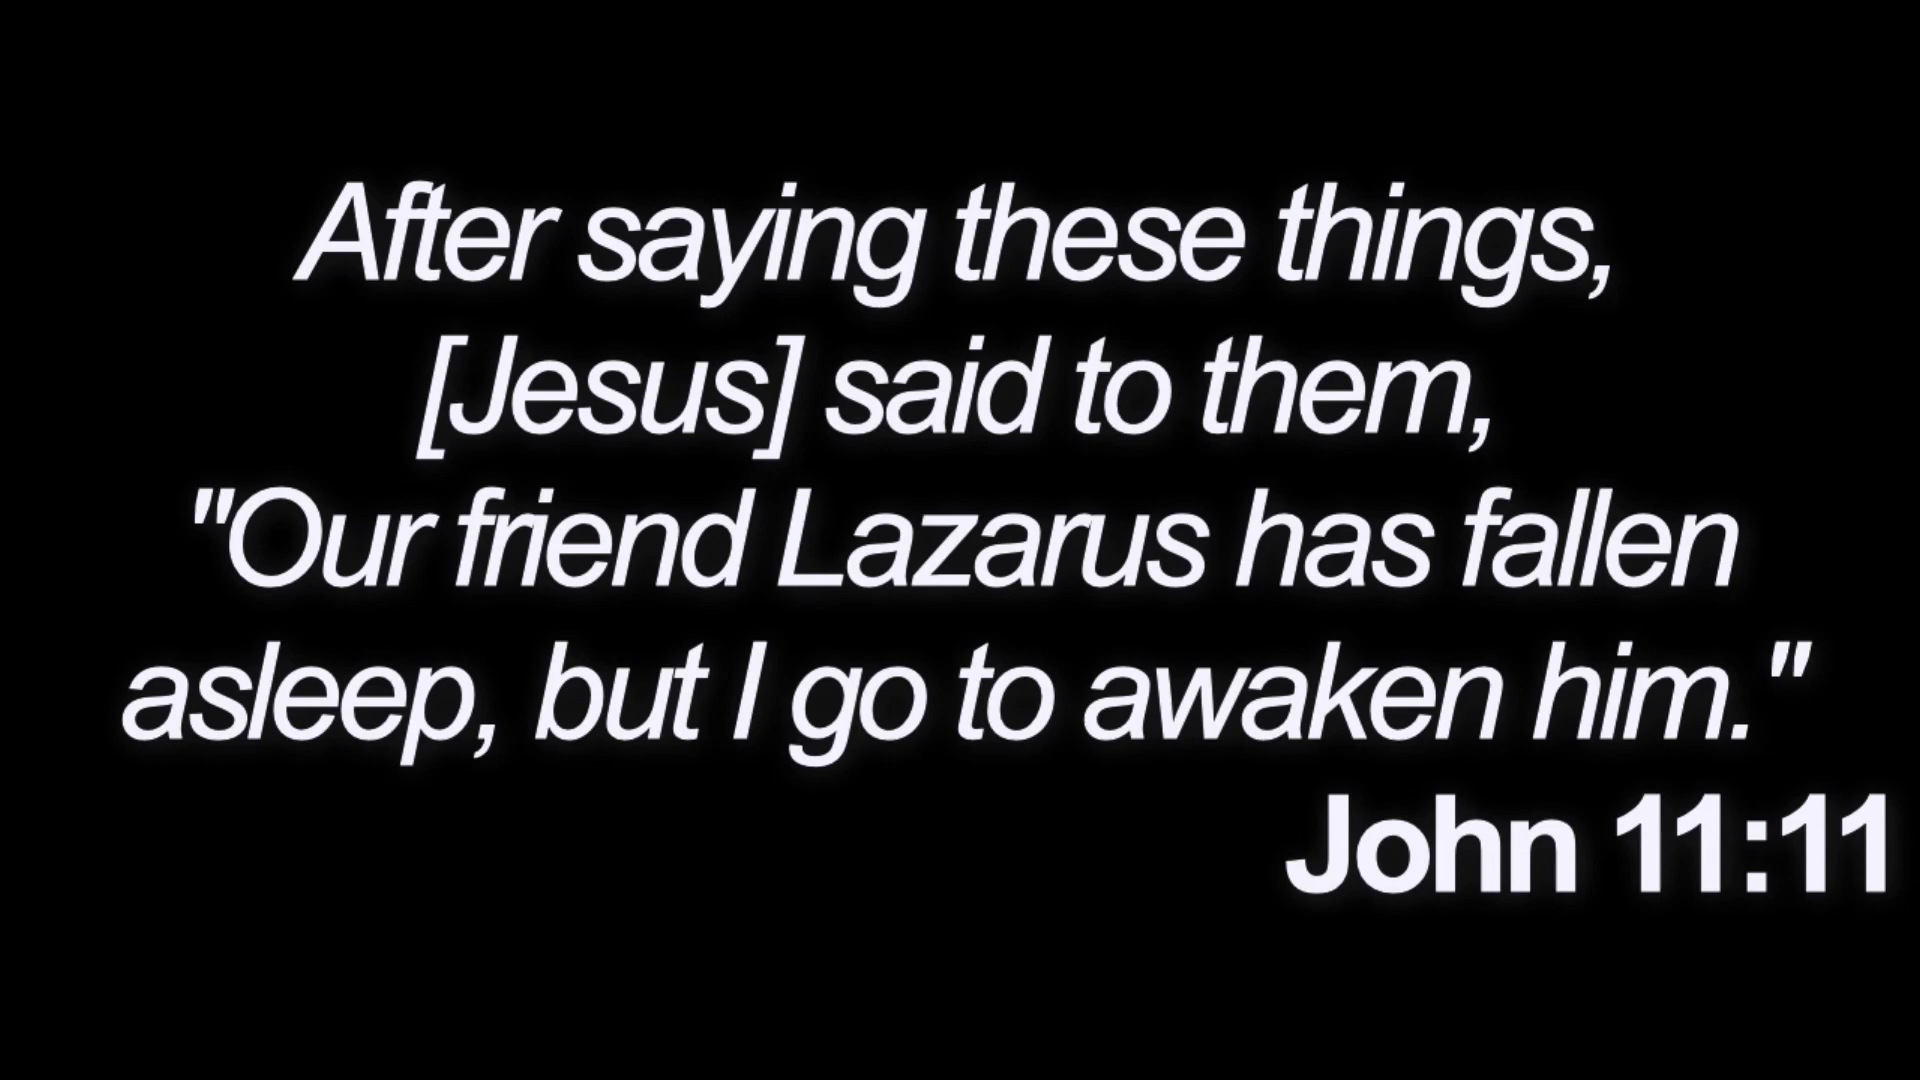 After saying these things,
[Jesus] said to them,
"Our friend Lazarus has fallen
asleep, but I go to awaken him."
John 11:11